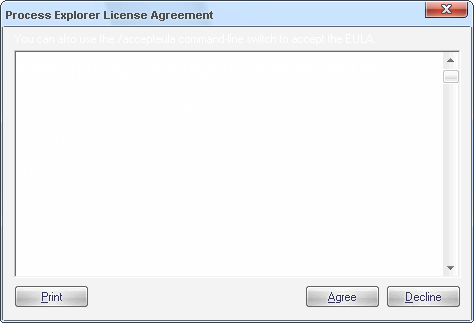 Process Explorer License Agreement
You can also use the /accepteula command-line switch to accept the EULA.
Print
Agree
Decline